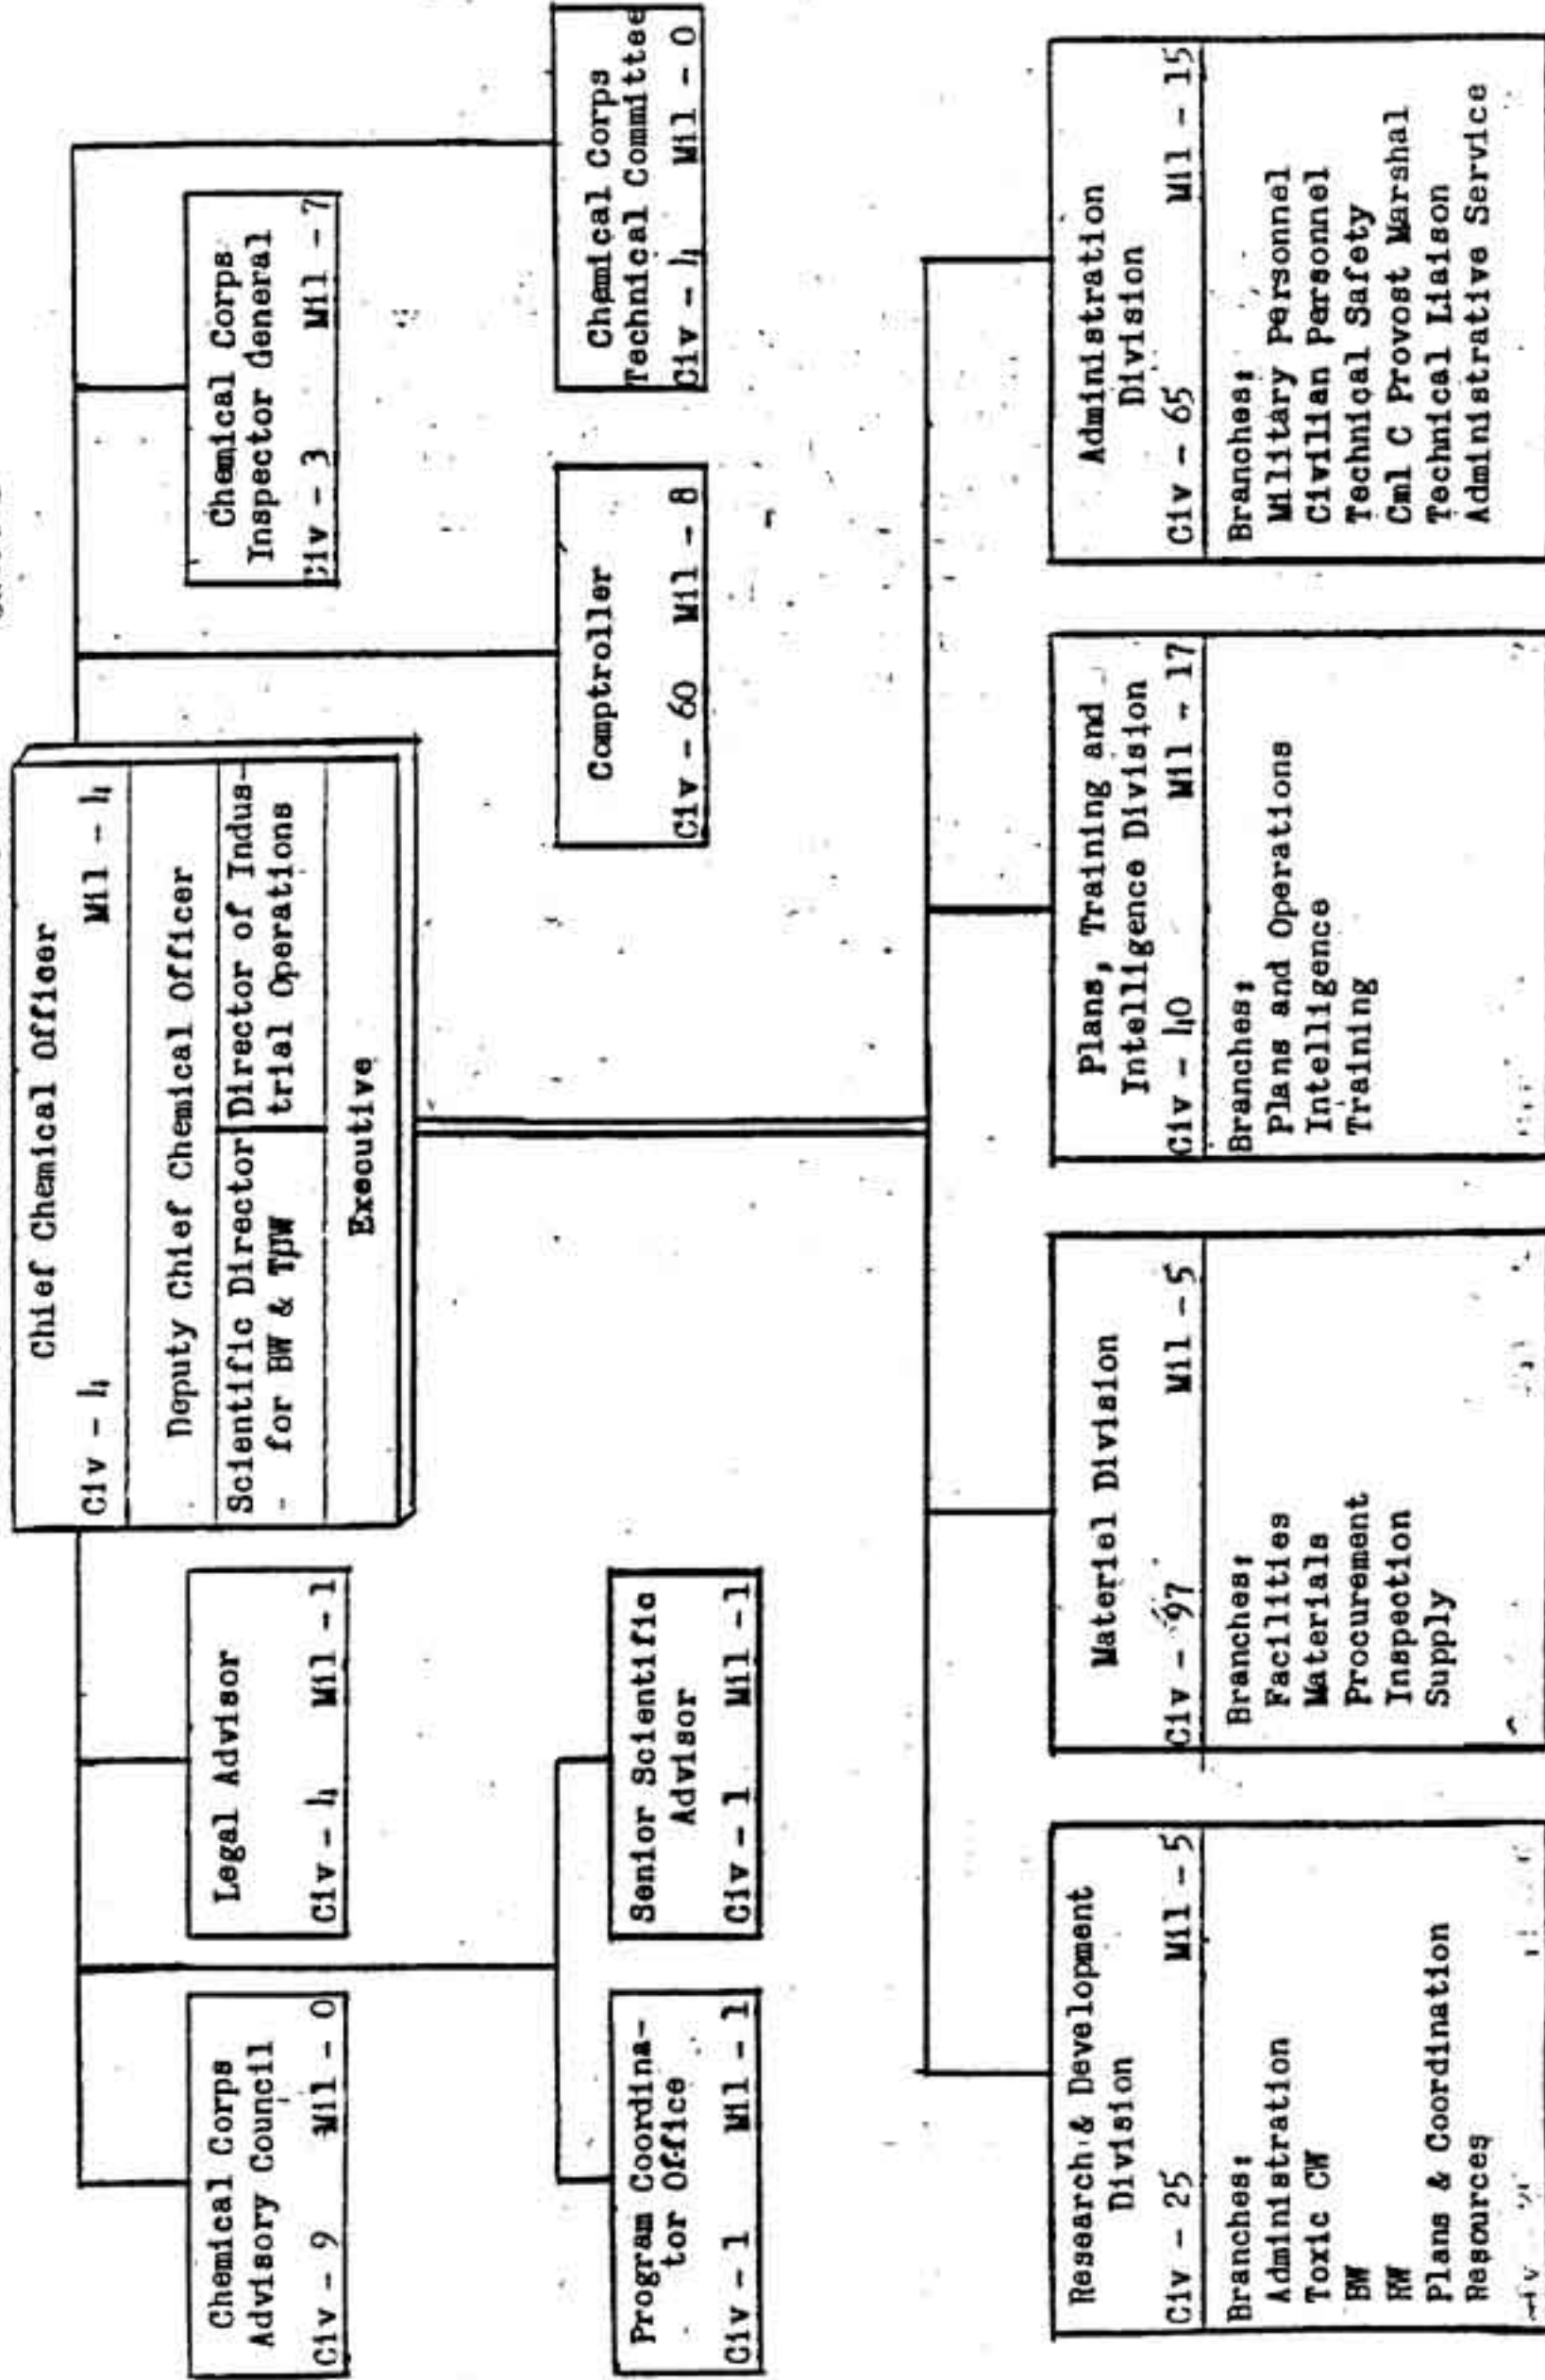 Chief Chemical Officer
Civ - 4 Mil - 4
Deputy Chief Chemical Officer
Scientific Director
- for BW & TDW
Director of Indus-
trial Operations
Executive
Chemical Corps
Advisory Council
Civ - 9 Mil - 0
Legal Advisor
Civ - 4 Mil - 1
Chemical Corps
Inspector General
Civ - 3 Mil - 7
Program Coordina-
tor Office
Civ - 1 Mil - 1
Senior Scientific
Advisor
Civ - 1 Mil - 1
Comptroller
Civ - 60 Mil - 8
Chemical Corps
Technical Committee
Civ - 4 Mil - 0
Research & Development
Division
Civ - 25 Mil - 5
Branches:
Administration
Toxic CW
BW
RW
Plans & Coordination
Resources
Materiel Division
Civ - 97 Mil - 5
Branches:
Facilities
Materials
Procurement
Inspection
Supply
Plans, Training and
Intelligence Division
Civ - 40 Mil - 17
Branches:
Plans and Operations
Intelligence
Training
Administration
Division
Civ - 65 Mil - 15
Branches:
Military Personnel
Civilian Personnel
Technical Safety
Cml C Provost Marshal
Technical Liaison
Administrative Service